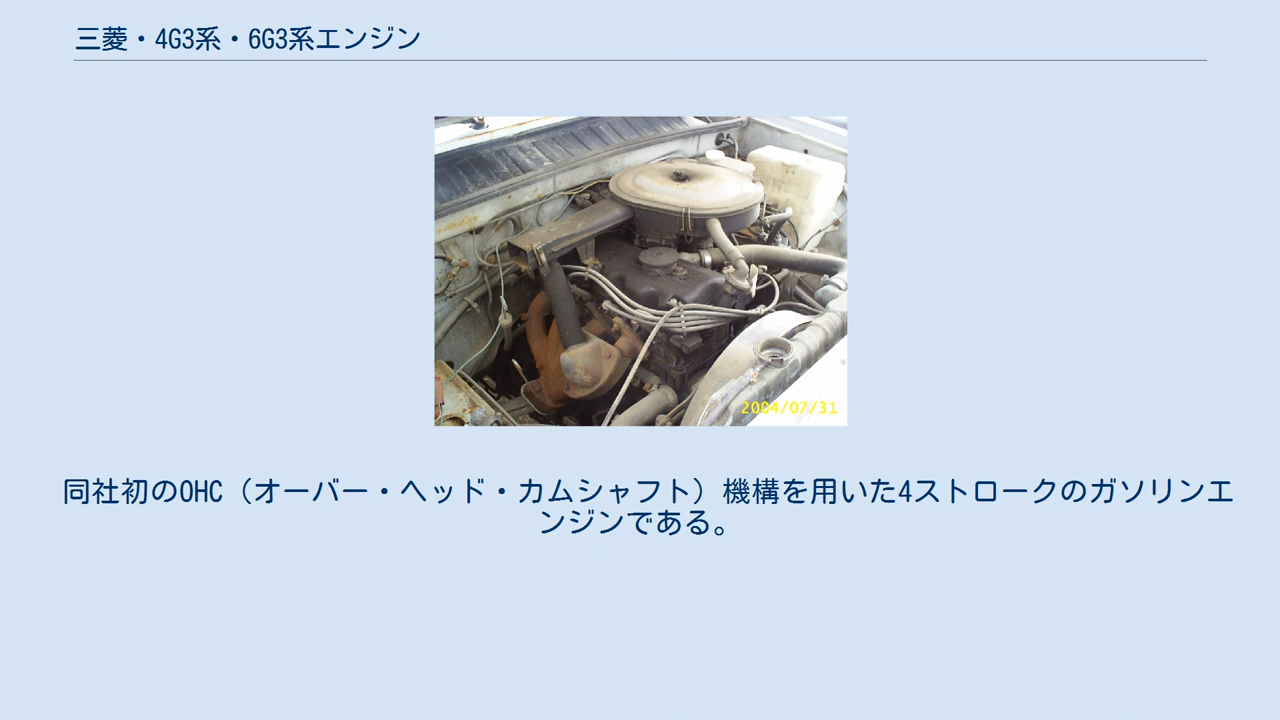 三菱・4G3系・6G3系エンジン
2004/07/31
同社初のOHC（オーバー・ヘッド・カムシャフト）機構を用いた4ストロークのガソリンエ
ンジンである。